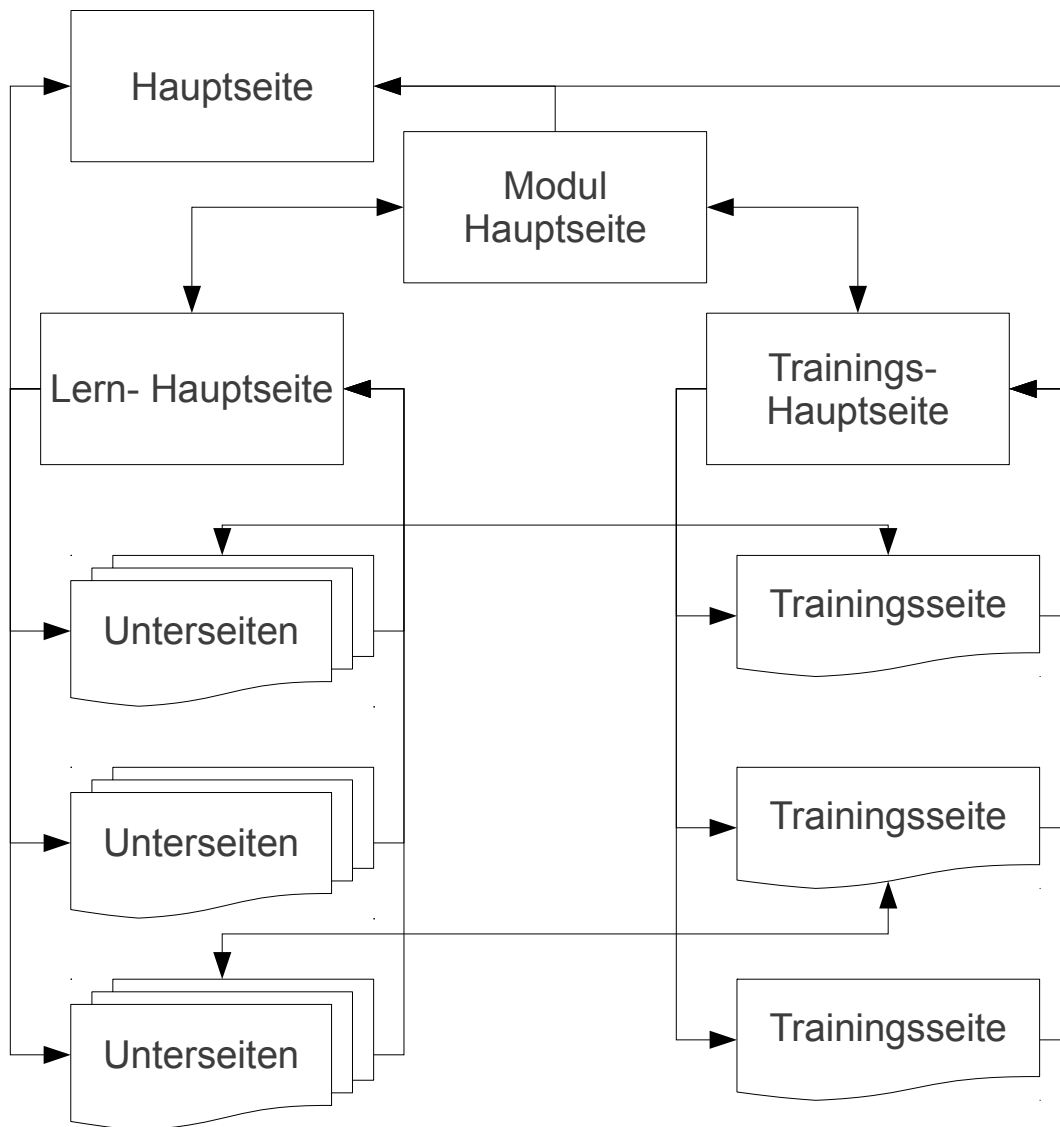 Hauptseite
Modul
Hauptseite
Lern- Hauptseite
Trainings-
Hauptseite
Unterseiten
Trainingsseite
Unterseiten
Trainingsseite
Unterseiten
Trainingsseite